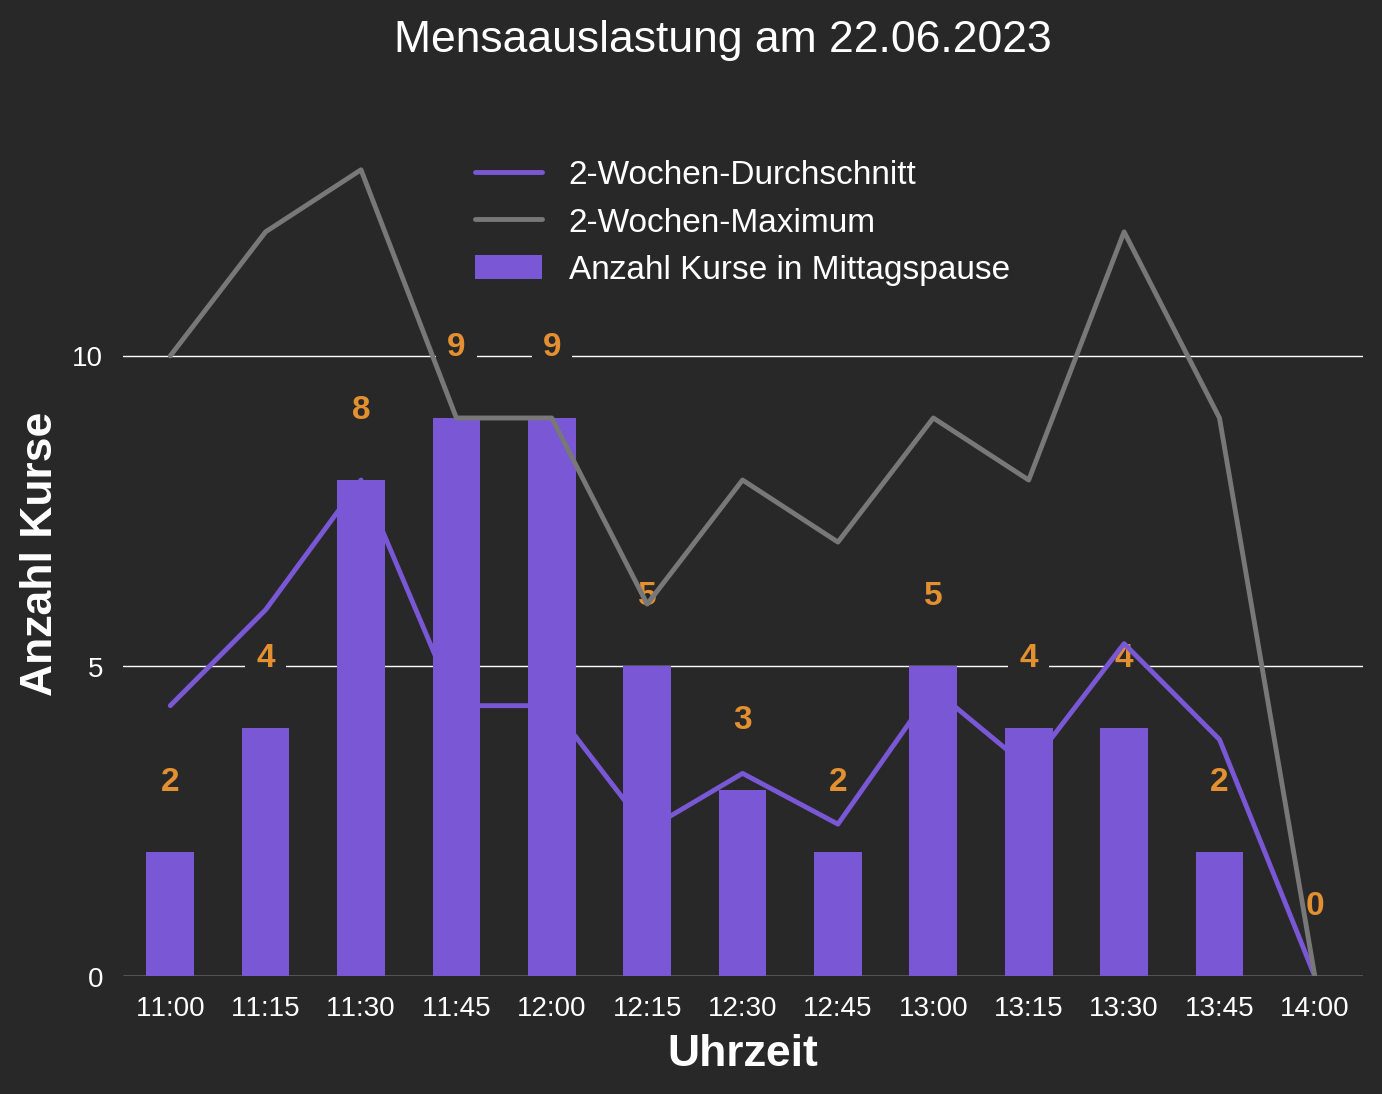 Mensaauslastung am 22.06.2023
2-Wochen-Durchschnitt
2-Wochen-Maximum
Anzahl Kurse in Mittagspause
9 9
10
8
Anzahl Kurse
5 5
4 4 4
5
3
2 2 2
0
0
11:00 11:15 11:30 11:45 12:00 12:15 12:30 12:45 13:00 13:15 13:30 13:45 14:00
Uhrzeit